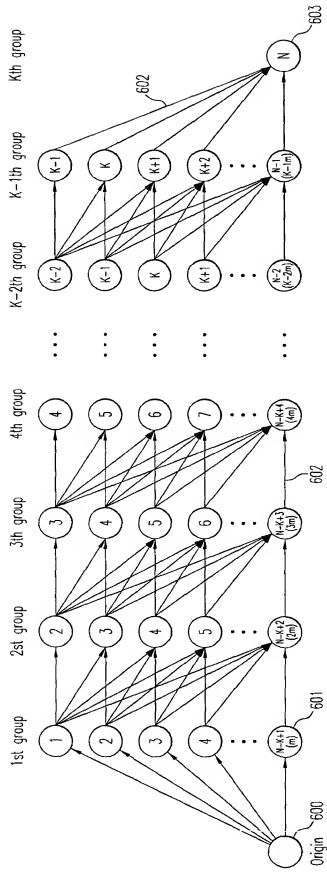 1st group 2st group 3th group 4th group K-2th group K-1th group Kth group
602
1 2 3 4 K-2 K-1
2 3 4 5 K-1 K
3 4 5 6 K K+1
4 5 6 7 K+1 K+2
N-K+1 N-K+2 N-K+3 N-K+4 N-2 N-1 N
(m) (2m) (3m) (4m) (K-2m) (K-1m)
600 601 602 603
Origin